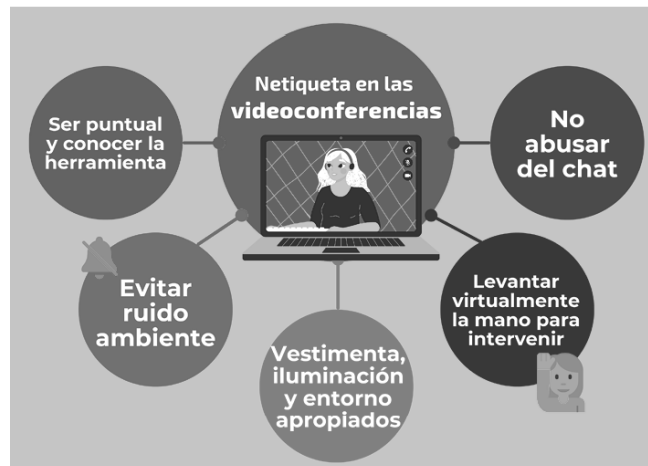 Netiqueta en las
videoconferencias
Ser puntual
y conocer la
herramienta
No
abusar
del chat
Evitar
ruido
ambiente
Levantar
virtualmente
la mano para
intervenir
Vestimenta,
iluminación
y entorno
apropiados